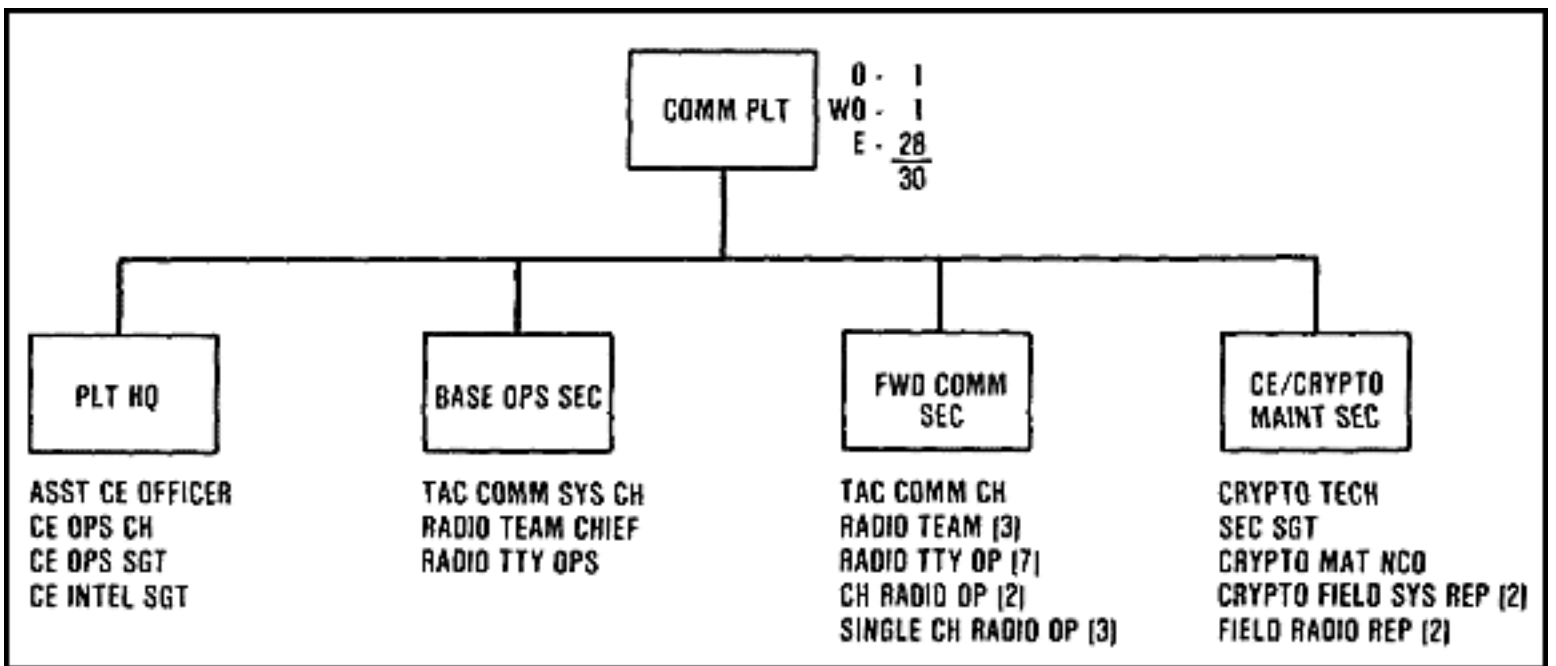 COMM PLT
O - 1
WO - 1
E - 28
30
PLT HQ
ASST CE OFFICER
CE OPS CH
CE OPS SGT
CE INTEL SGT
BASE OPS SEC
TAC COMM SYS CH
RADIO TEAM CHIEF
RADIO TTY OPS
FWD COMM
SEC
TAC COMM CH
RADIO TEAM (3)
RADIO TTY OP (7)
CH RADIO OP (2)
SINGLE CH RADIO OP (3)
CE/CRYPTO
MAINT SEC
CRYPTO TECH
SEC SGT
CRYPTO MAT NCO
CRYPTO FIELD SYS REP (2)
FIELD RADIO REP (2)